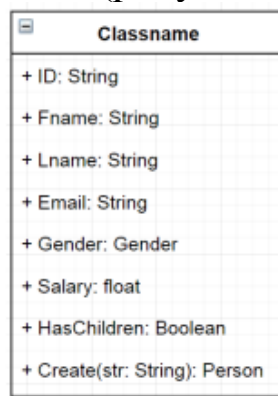 Classname
+ ID: String
+ Fname: String
+ Lname: String
+ Email: String
+ Gender: Gender
+ Salary: float
+ HasChildren: Boolean
+ Create(str: String): Person